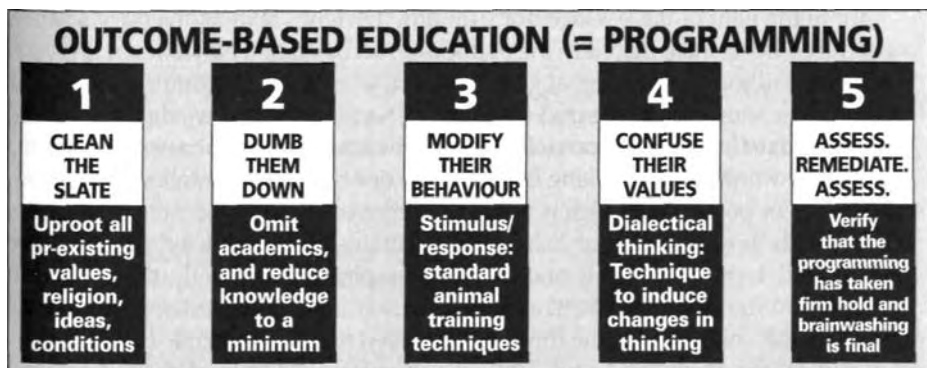 OUTCOME-BASED EDUCATION (= PROGRAMMING)
1
CLEAN
THE
SLATE
Uproot all
pr-existing
values,
religion,
ideas,
conditions
2
DUMB
THEM
DOWN
Omit
academics,
and reduce
knowledge
to a
minimum
3
MODIFY
THEIR
BEHAVIOUR
Stimulus/
response:
standard
animal
training
techniques
4
CONFUSE
THEIR
VALUES
Dialectical
thinking:
Technique
to induce
changes in
thinking
5
ASSESS.
REMEDIATE.
ASSESS.
Verify
that the
programming
has taken
firm hold and
brainwashing
is final